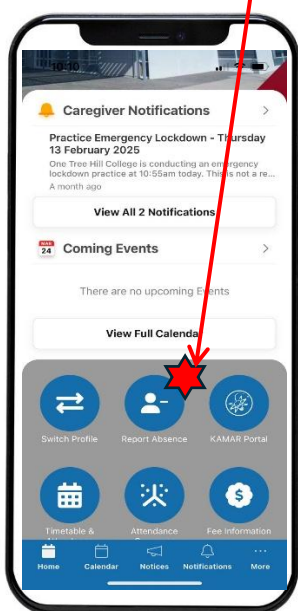 10:10
Caregiver Notifications
Practice Emergency Lockdown - Thursday
13 February 2025
One Tree Hill College is conducting an emergency
lockdown practice at 10:55am today. This is not a re...
A month ago
View All 2 Notifications
MAR
24
Coming Events
There are no upcoming Events
View Full Calendar
Switch Profile
Report Absence
KAMAR Portal
$
Timetable &
Attendance
Fee Information
Home
Calendar
Notices
Notifications
More